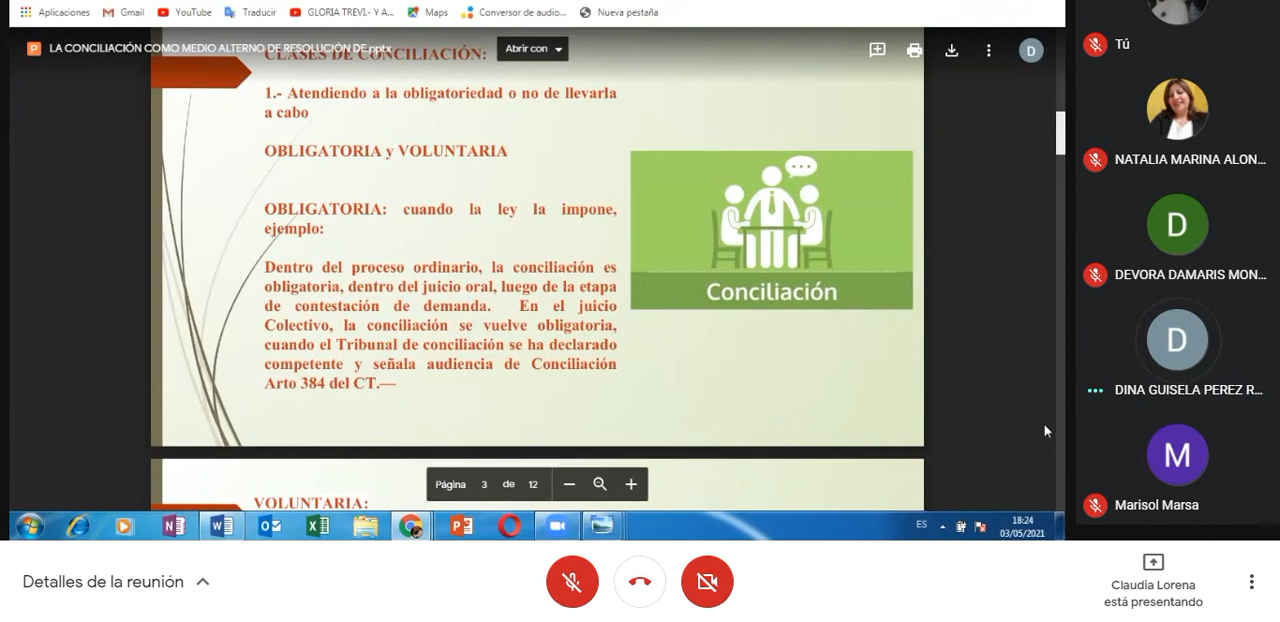 Aplicaciones
Gmail
YouTube
Traducir
GLORIA TREVI.- Y A...
Maps
Conversor de audio...
Nueva pestaña
LA CONCILIACIÓN COMO MEDIO ALTERNO DE RESOLUCIÓN DE.pptx
Abrir con
D
CLASES DE CONCILIACIÓN:
1.- Atendiendo a la obligatoriedad o no de llevarla
a cabo
OBLIGATORIA y VOLUNTARIA
OBLIGATORIA: cuando la ley la impone,
ejemplo:
Dentro del proceso ordinario, la conciliación es
obligatoria, dentro del juicio oral, luego de la etapa
de contestación de demanda. En el juicio
Colectivo, la conciliación se vuelve obligatoria,
cuando el Tribunal de conciliación se ha declarado
competente y señala audiencia de Conciliación
Arto 384 del CT.—
Conciliación
Página 3 de 12
VOLUNTARIA:
ES
18:24
03/05/2021
Tú
NATALIA MARINA ALON...
D
DEVORA DAMARIS MON...
D
DINA GUISELA PEREZ R...
M
Marisol Marsa
Detalles de la reunión
Claudia Lorena
está presentando